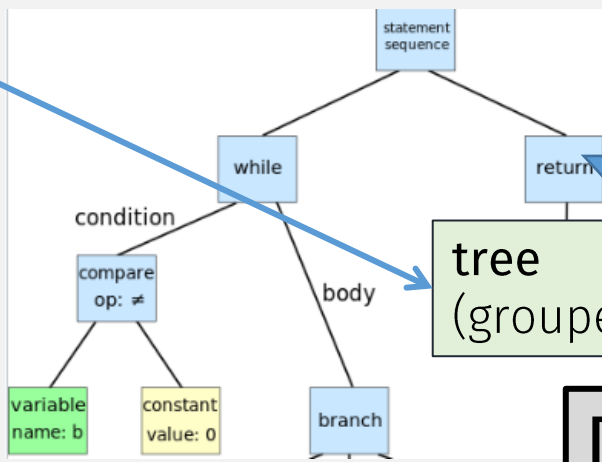 statement
sequence
while
return
condition
compare
op: ≠
body
tree
variable
name: b
constant
value: 0
branch